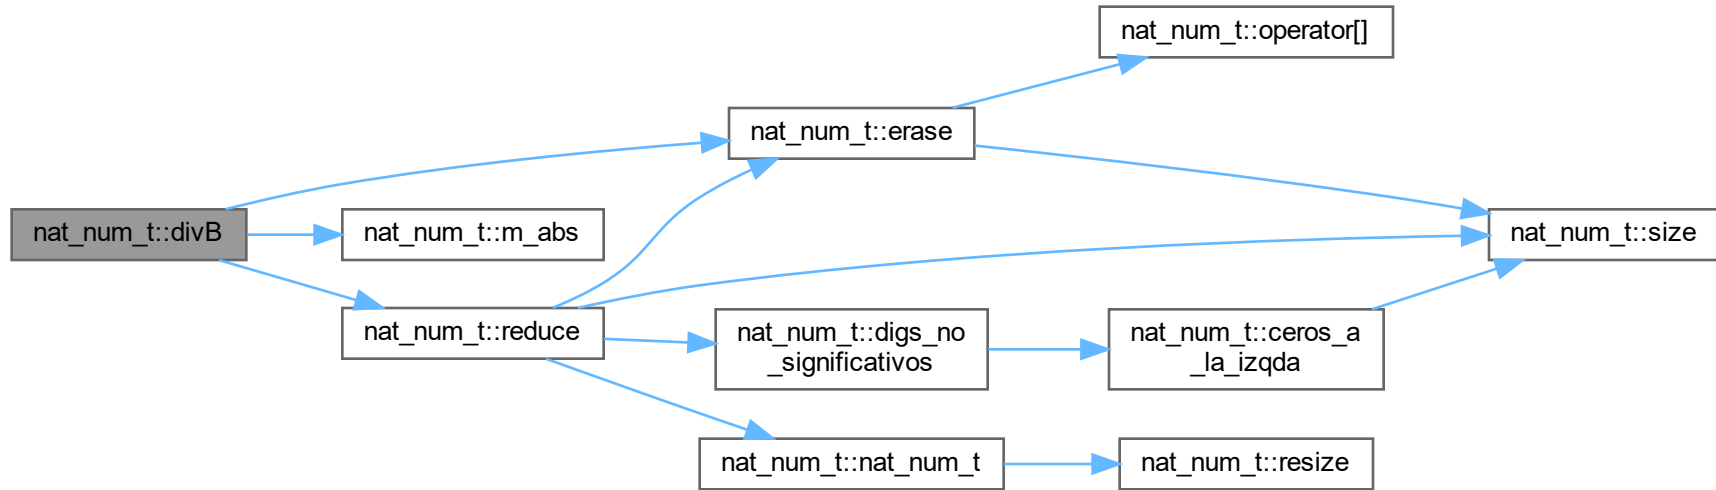 nat_num_t::operator[]
nat_num_t::erase
nat_num_t::divB
nat_num_t::m_abs
nat_num_t::size
nat_num_t::reduce
nat_num_t::digs_no
_significativos
nat_num_t::ceros_a
_la_izqda
nat_num_t::nat_num_t
nat_num_t::resize